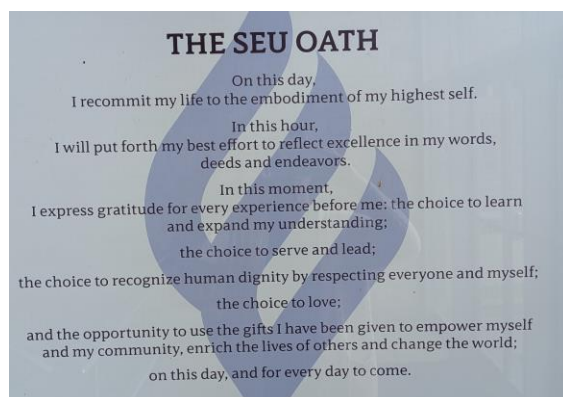 THE SEU OATH
On this day,
I recommit my life to the embodiment of my highest self.
In this hour,
I will put forth my best effort to reflect excellence in my words,
deeds and endeavors.
In this moment,
I express gratitude for every experience before me: the choice to learn
and expand my understanding;
the choice to serve and lead;
the choice to recognize human dignity by respecting everyone and myself;
the choice to love;
and the opportunity to use the gifts I have been given to empower myself
and my community, enrich the lives of others and change the world;
on this day, and for every day to come.